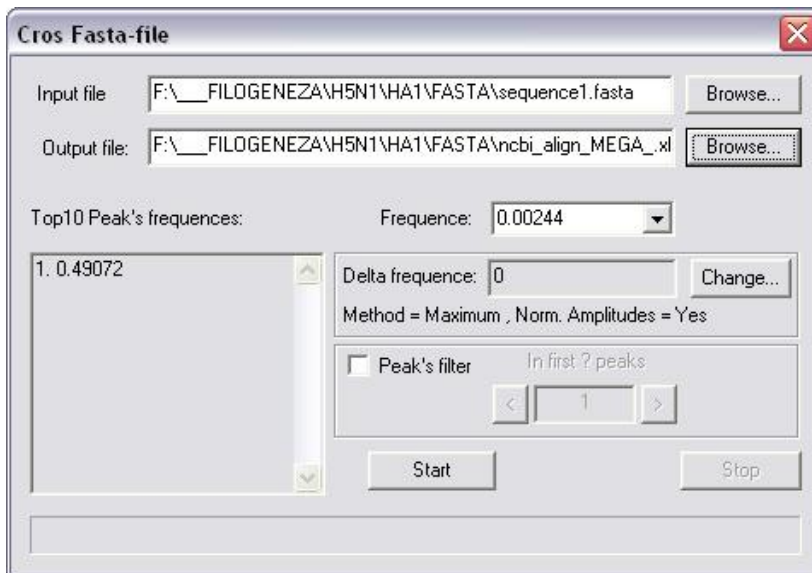 Cros Fasta-file
Input file F:\___FILOGENEZA\H5N1\HA1\FASTA\sequence1.fasta Browse...
Output file: F:\___FILOGENEZA\H5N1\HA1\FASTA\ncbi_align_MEGA_.xl Browse...
Top10 Peak's frequences: Frequence: 0.00244
1. 0.49072
Delta frequence: 0 Change...
Method = Maximum , Norm. Amplitudes = Yes
Peak's filter In first ? peaks
< 1 >
Start Stop